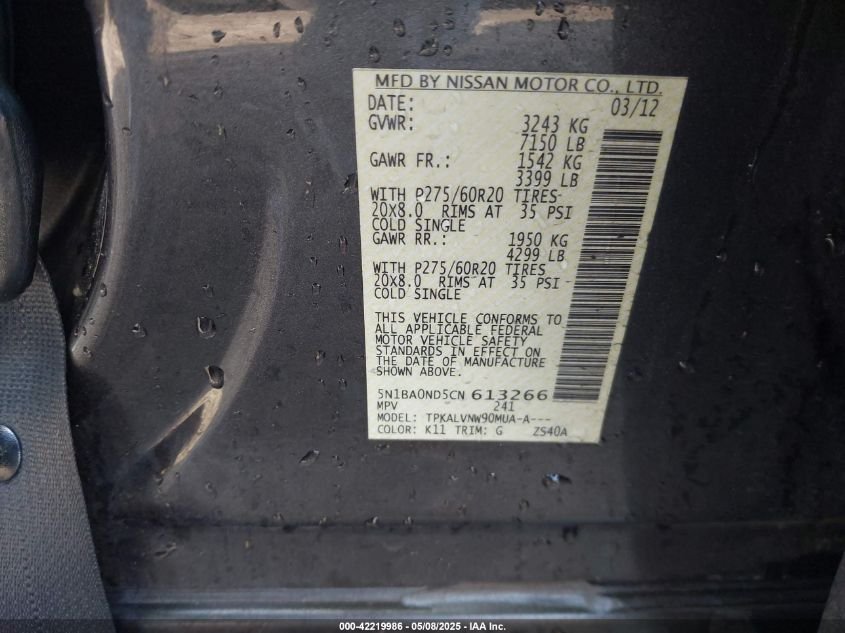 MFD BY NISSAN MOTOR CO., LTD.
DATE: 03/12
GVWR: 3243 KG
7150 LB
GAWR FR.: 1542 KG
3399 LB
WITH P275/60R20 TIRES
20X8.0 RIMS AT 35 PSI
COLD SINGLE
GAWR RR.: 1950 KG
4299 LB
WITH P275/60R20 TIRES
20X8.0 RIMS AT 35 PSI
COLD SINGLE
THIS VEHICLE CONFORMS TO
ALL APPLICABLE FEDERAL
MOTOR VEHICLE SAFETY
STANDARDS IN EFFECT ON
THE DATE OF MANUFACTURE
SHOWN ABOVE.
5N1BA0ND5CN 613266
MPV 241
MODEL: TPKALVNW90MUA-A---
COLOR: K11 TRIM: G ZS40A
000-42219986 - 05/08/2025 - IAA Inc.